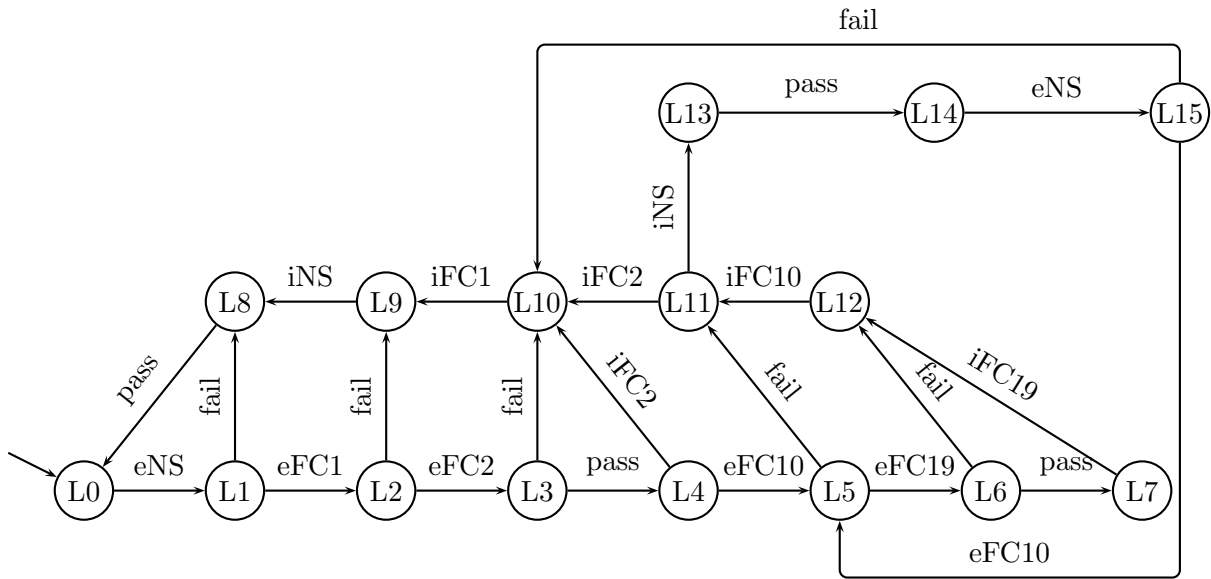 fail
L13
pass
L14
eNS
L15
iNS
L8
iNS
L9
iFC1
L10
iFC2
L11
iFC10
L12
pass
fail
fail
fail
iFC2
fail
fail
iFC19
L0
eNS
L1
eFC1
L2
eFC2
L3
pass
L4
eFC10
L5
eFC19
L6
pass
L7
eFC10